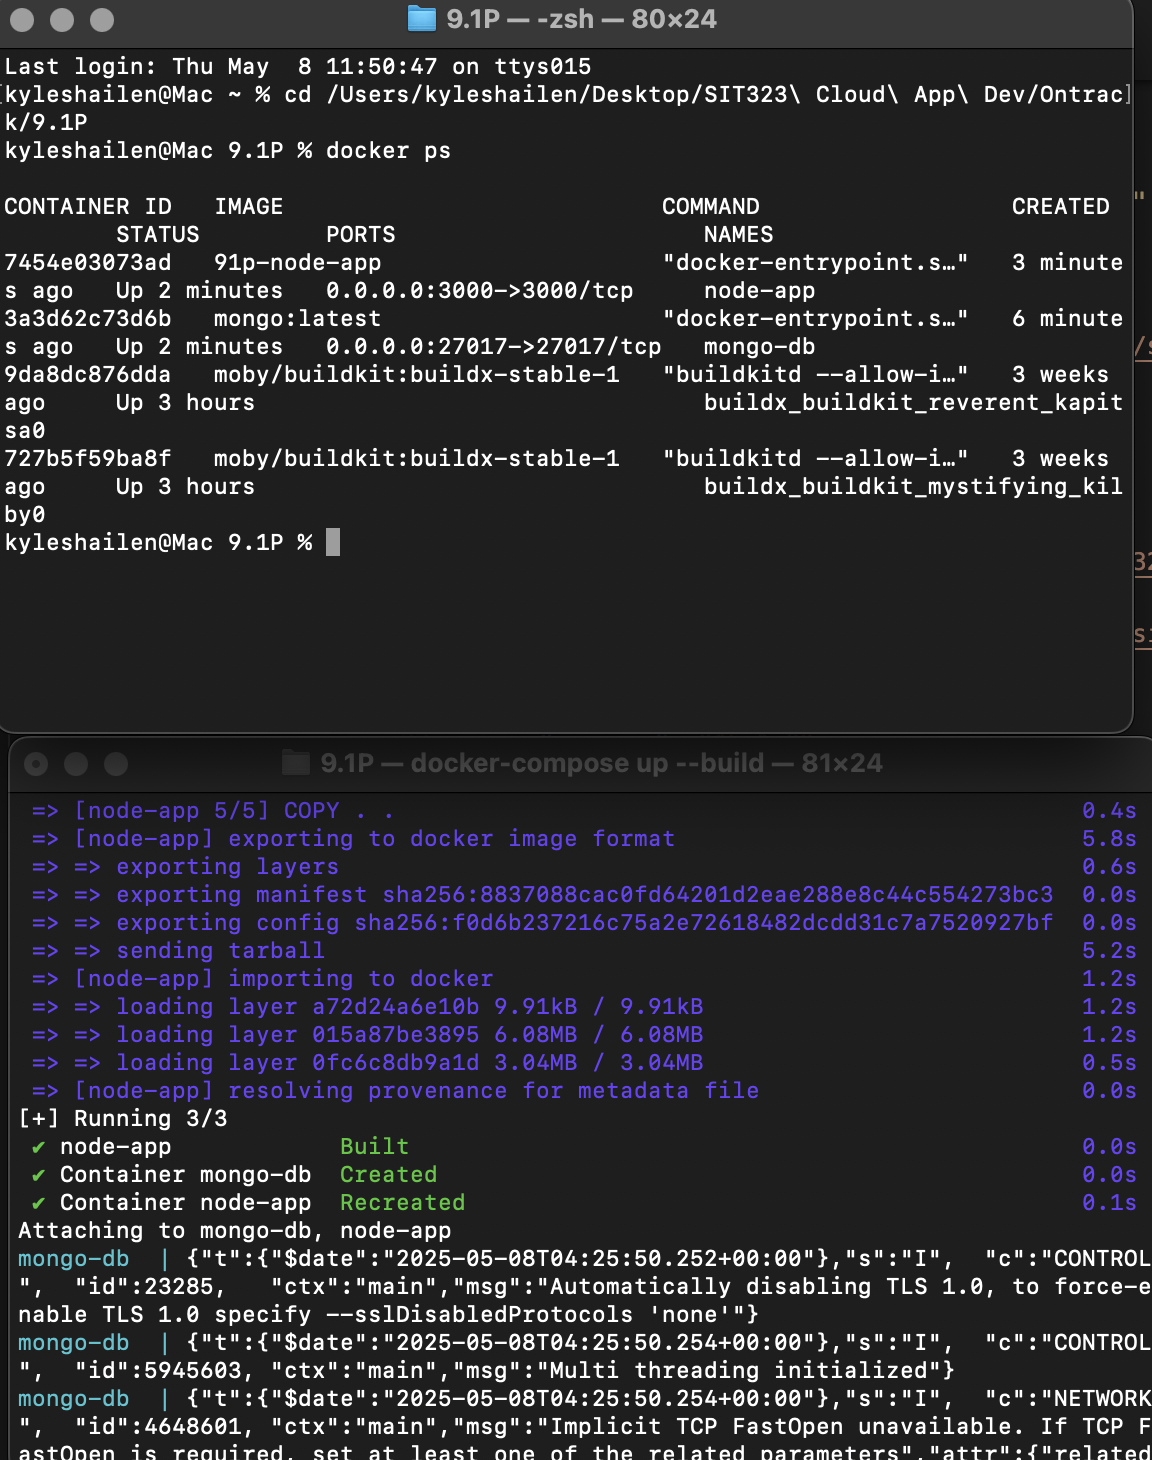 9.1P — -zsh — 80×24
Last login: Thu May  8 11:50:47 on ttys015
[kyleshailen@Mac ~ % cd /Users/kyleshailen/Desktop/SIT323\ Cloud\ App\ Dev/Ontrac]
k/9.1P
kyleshailen@Mac 9.1P % docker ps
CONTAINER ID   IMAGE                           COMMAND                  CREATED
        STATUS         PORTS                      NAMES
7454e03073ad   91p-node-app                    "docker-entrypoint.s…"   3 minute
s ago   Up 2 minutes   0.0.0.0:3000->3000/tcp     node-app
3a3d62c73d6b   mongo:latest                    "docker-entrypoint.s…"   6 minute
s ago   Up 2 minutes   0.0.0.0:27017->27017/tcp   mongo-db
9da8dc876dda   moby/buildkit:buildx-stable-1   "buildkitd --allow-i…"   3 weeks
ago     Up 3 hours                                buildx_buildkit_reverent_kapit
sa0
727b5f59ba8f   moby/buildkit:buildx-stable-1   "buildkitd --allow-i…"   3 weeks
ago     Up 3 hours                                buildx_buildkit_mystifying_kil
by0
kyleshailen@Mac 9.1P %
"
/s
32
si
9.1P — docker-compose up --build — 81×24
 => [node-app 5/5] COPY . .                                                 0.4s
 => [node-app] exporting to docker image format                             5.8s
 => => exporting layers                                                     0.6s
 => => exporting manifest sha256:8837088cac0fd64201d2eae288e8c44c554273bc3  0.0s
 => => exporting config sha256:f0d6b237216c75a2e72618482dcdd31c7a7520927bf  0.0s
 => => sending tarball                                                      5.2s
 => [node-app] importing to docker                                          1.2s
 => => loading layer a72d24a6e10b 9.91kB / 9.91kB                           1.2s
 => => loading layer 015a87be3895 6.08MB / 6.08MB                           1.2s
 => => loading layer 0fc6c8db9a1d 3.04MB / 3.04MB                           0.5s
 => [node-app] resolving provenance for metadata file                       0.0s
[+] Running 3/3
 ✔ node-app            Built                                                0.0s
 ✔ Container mongo-db  Created                                              0.0s
 ✔ Container node-app  Recreated                                            0.1s
Attaching to mongo-db, node-app
mongo-db  | {"t":{"$date":"2025-05-08T04:25:50.252+00:00"},"s":"I",  "c":"CONTROL
",  "id":23285,   "ctx":"main","msg":"Automatically disabling TLS 1.0, to force-e
nable TLS 1.0 specify --sslDisabledProtocols 'none'"}
mongo-db  | {"t":{"$date":"2025-05-08T04:25:50.254+00:00"},"s":"I",  "c":"CONTROL
",  "id":5945603, "ctx":"main","msg":"Multi threading initialized"}
mongo-db  | {"t":{"$date":"2025-05-08T04:25:50.254+00:00"},"s":"I",  "c":"NETWORK
",  "id":4648601, "ctx":"main","msg":"Implicit TCP FastOpen unavailable. If TCP F
astOpen is required, set at least one of the related parameters","attr":{"related